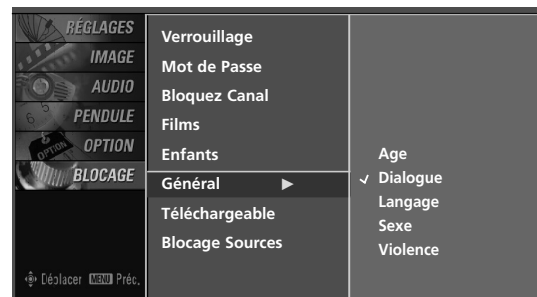 RÉGLAGES
IMAGE
AUDIO
PENDULE
OPTION
BLOCAGE
Déplacer MENU Préc.
Verrouillage
Mot de Passe
Bloquez Canal
Films
Enfants
Général ▶
Téléchargeable
Blocage Sources
Age
✓ Dialogue
Langage
Sexe
Violence